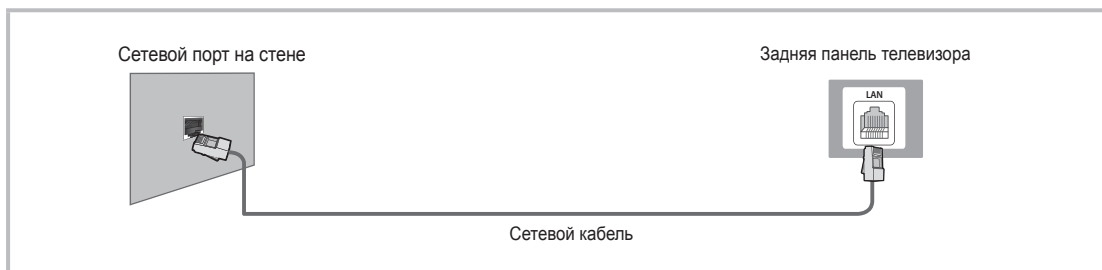 Сетевой порт на стене
Задняя панель телевизора
LAN
Сетевой кабель